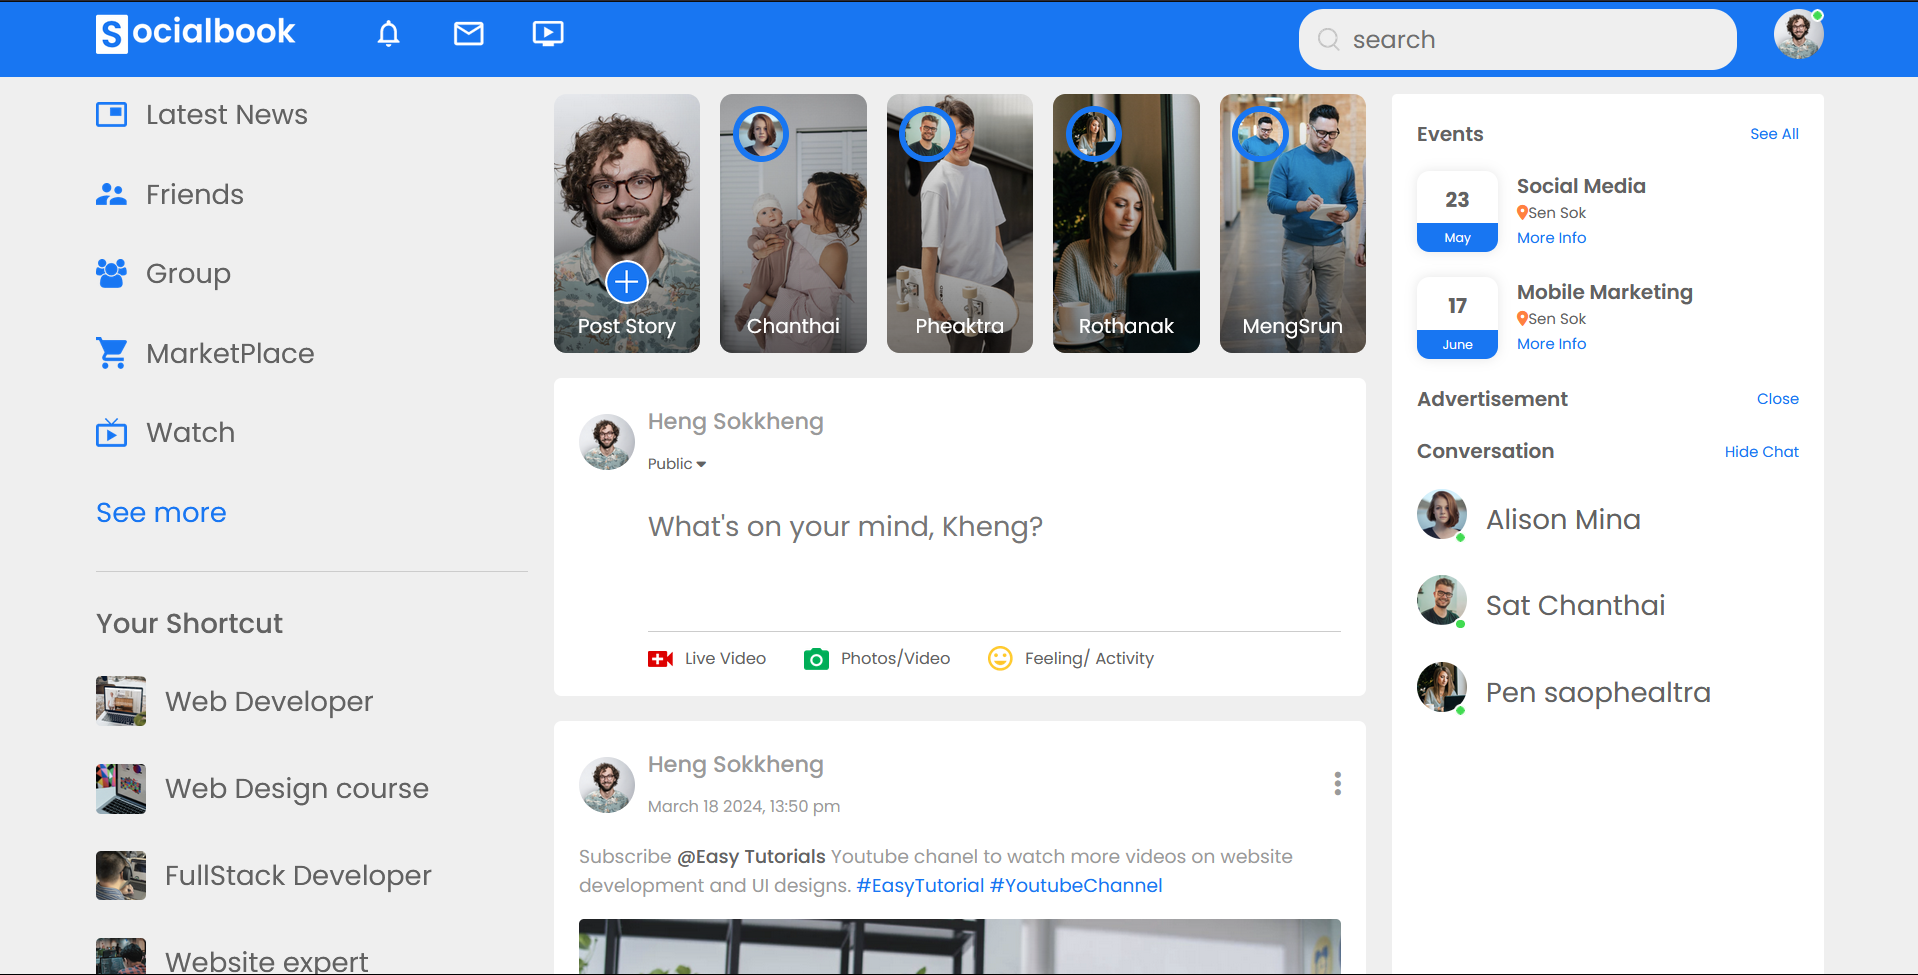 Socialbook
search
Latest News
Friends
Group
MarketPlace
Watch
See more
Your Shortcut
Web Developer
Web Design course
FullStack Developer
Website expert
Post Story
Chanthai
Pheaktra
Rothanak
MengSrun
Heng Sokkheng
Public
What's on your mind, Kheng?
Live Video
Photos/Video
Feeling/ Activity
Heng Sokkheng
March 18 2024, 13:50 pm
Subscribe @Easy Tutorials Youtube chanel to watch more videos on website
development and UI designs. #EasyTutorial #YoutubeChannel
Events
See All
23
May
Social Media
Sen Sok
More Info
17
June
Mobile Marketing
Sen Sok
More Info
Advertisement
Close
Conversation
Hide Chat
Alison Mina
Sat Chanthai
Pen saophealtra